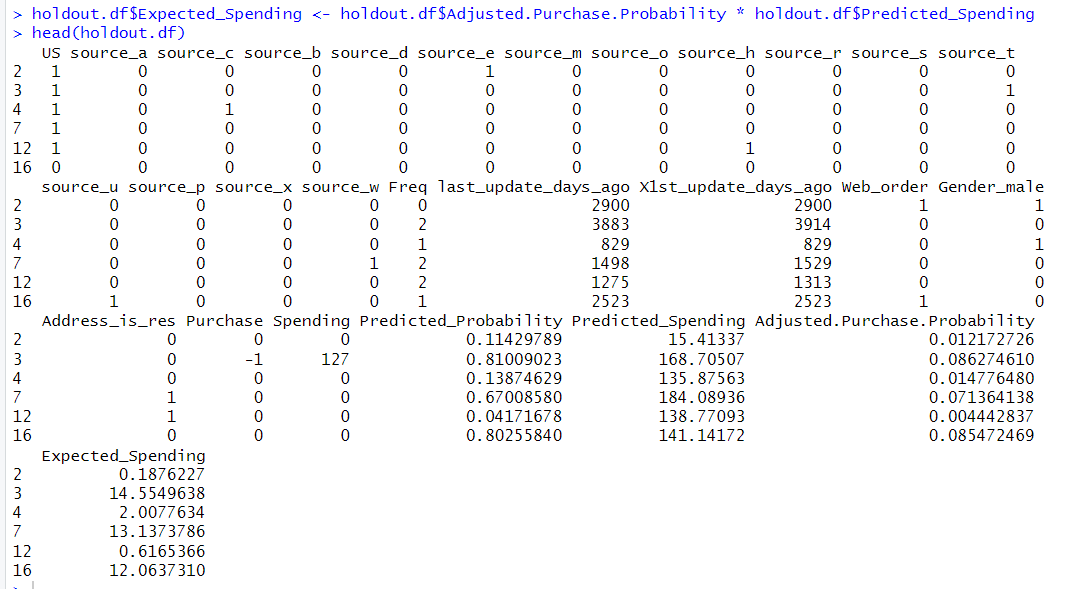 > holdout.df$Expected_Spending <- holdout.df$Adjusted.Purchase.Probability * holdout.df$Predicted_Spending
> head(holdout.df)
   US source_a source_c source_b source_d source_e source_m source_o source_h source_r source_s source_t
2   1        0        0        0        0        1        0        0        0        0        0        0
3   1        0        0        0        0        0        0        0        0        0        0        1
4   1        0        1        0        0        0        0        0        0        0        0        0
7   1        0        0        0        0        0        0        0        0        0        0        0
12  1        0        0        0        0        0        0        0        1        0        0        0
16  0        0        0        0        0        0        0        0        0        0        0        0
   source_u source_p source_x source_w Freq last_update_days_ago X1st_update_days_ago Web_order Gender_male
2         0        0        0        0    0                 2900                 2900         1           1
3         0        0        0        0    2                 3883                 3914         0           0
4         0        0        0        0    1                  829                  829         0           1
7         0        0        0        1    2                 1498                 1529         0           0
12        0        0        0        0    2                 1275                 1313         0           0
16        1        0        0        0    1                 2523                 2523         1           0
   Address_is_res Purchase Spending Predicted_Probability Predicted_Spending Adjusted.Purchase.Probability
2               0        0        0            0.11429789           15.41337                   0.012172726
3               0       -1      127            0.81009023          168.70507                   0.086274610
4               0        0        0            0.13874629          135.87563                   0.014776480
7               1        0        0            0.67008580          184.08936                   0.071364138
12              1        0        0            0.04171678          138.77093                   0.004442837
16              0        0        0            0.80255840          141.14172                   0.085472469
   Expected_Spending
2          0.1876227
3         14.5549638
4          2.0077634
7         13.1373786
12         0.6165366
16        12.0637310
>